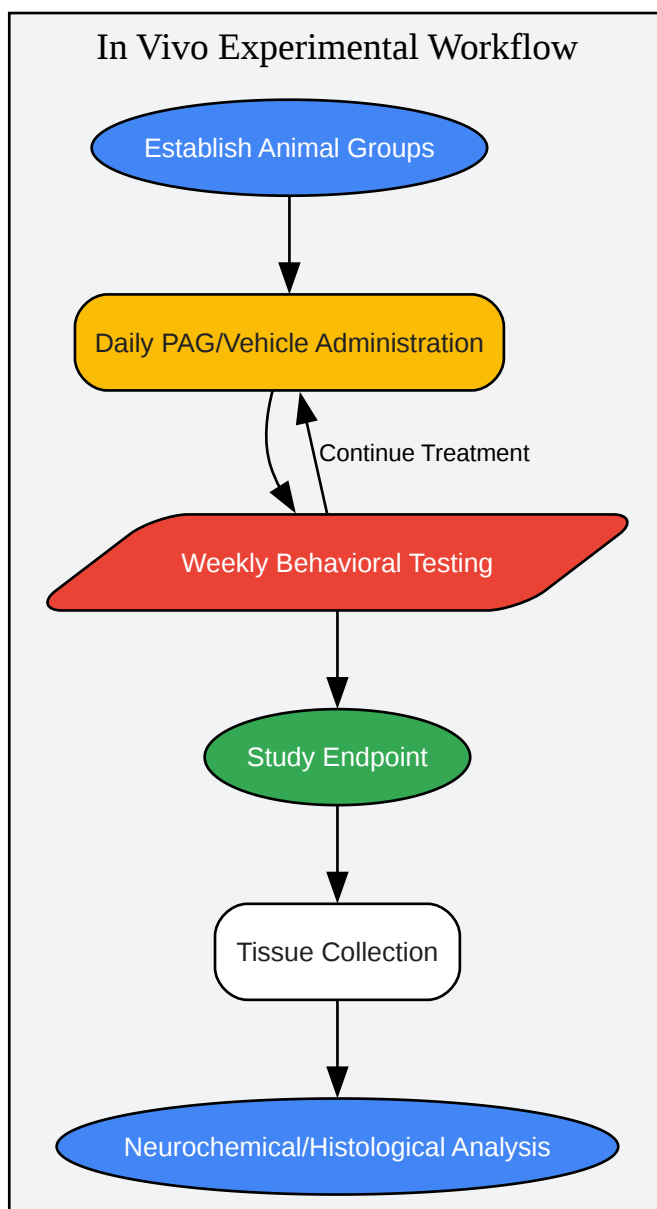 In Vivo Experimental Workflow
Establish Animal Groups
Daily PAG/Vehicle Administration
Continue Treatment
Weekly Behavioral Testing
Study Endpoint
Tissue Collection
Neurochemical/Histological Analysis